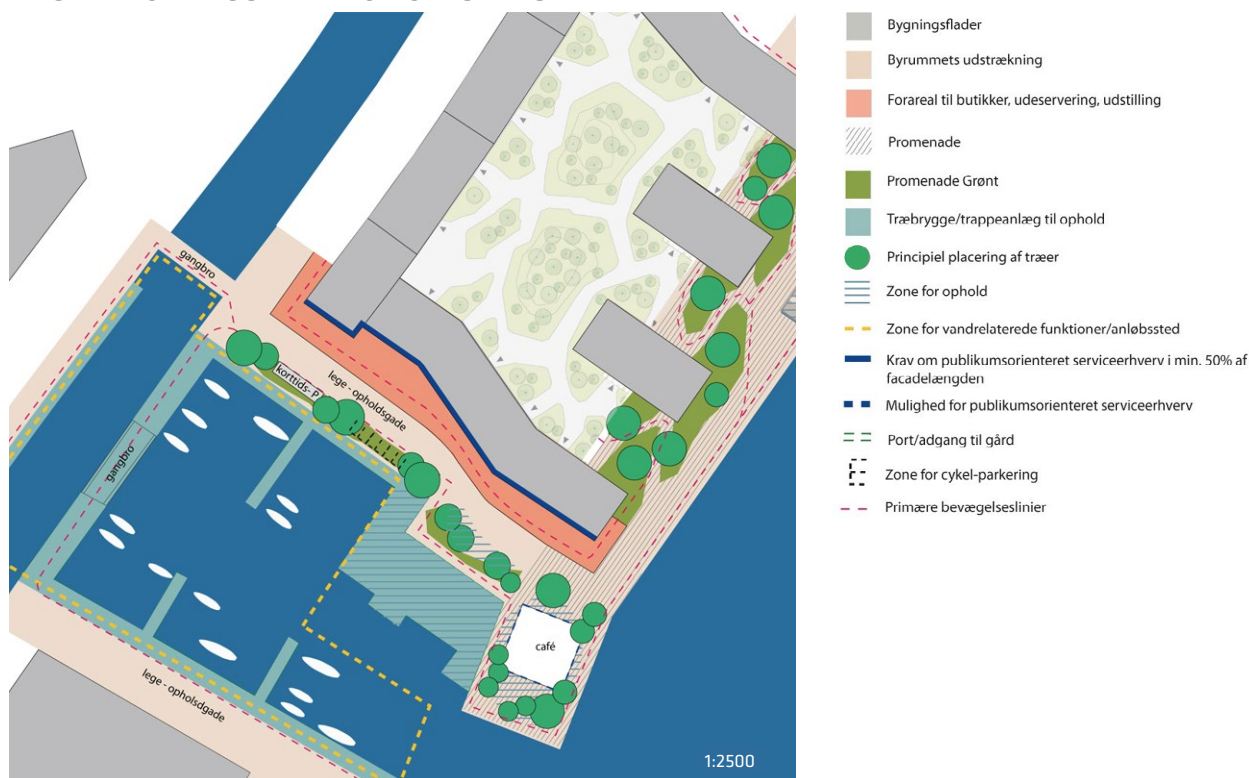 Bygningsflader
Byrummets udstrækning
Forareal til butikker, udeservering, udstilling
Promenade
Promenade Grønt
Træbrygge/trappeanlæg til ophold
Principiel placering af træer
Zone for ophold
Zone for vandrelaterede funktioner/anløbssted
Krav om publikumsorienteret serviceerhverv i min. 50% af
facadelængden
Mulighed for publikumsorienteret serviceerhverv
Port/adgang til gård
Zone for cykel-parkering
Primære bevægelseslinier
gangbro
korttids- P
lege - opholdsgade
gangbro
café
lege - opholsdgade
1:2500